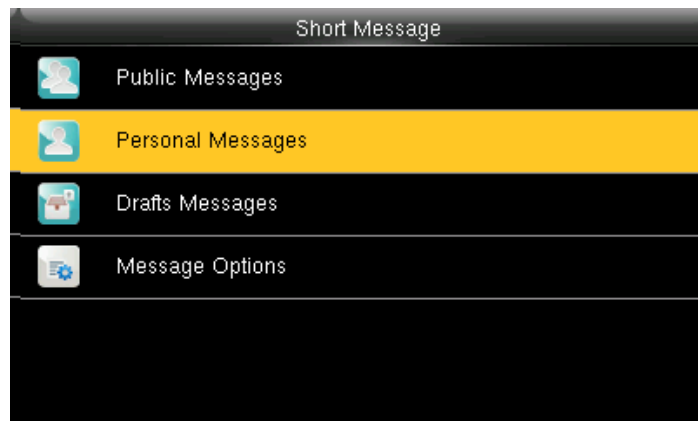 Short Message
Public Messages
Personal Messages
Drafts Messages
Message Options